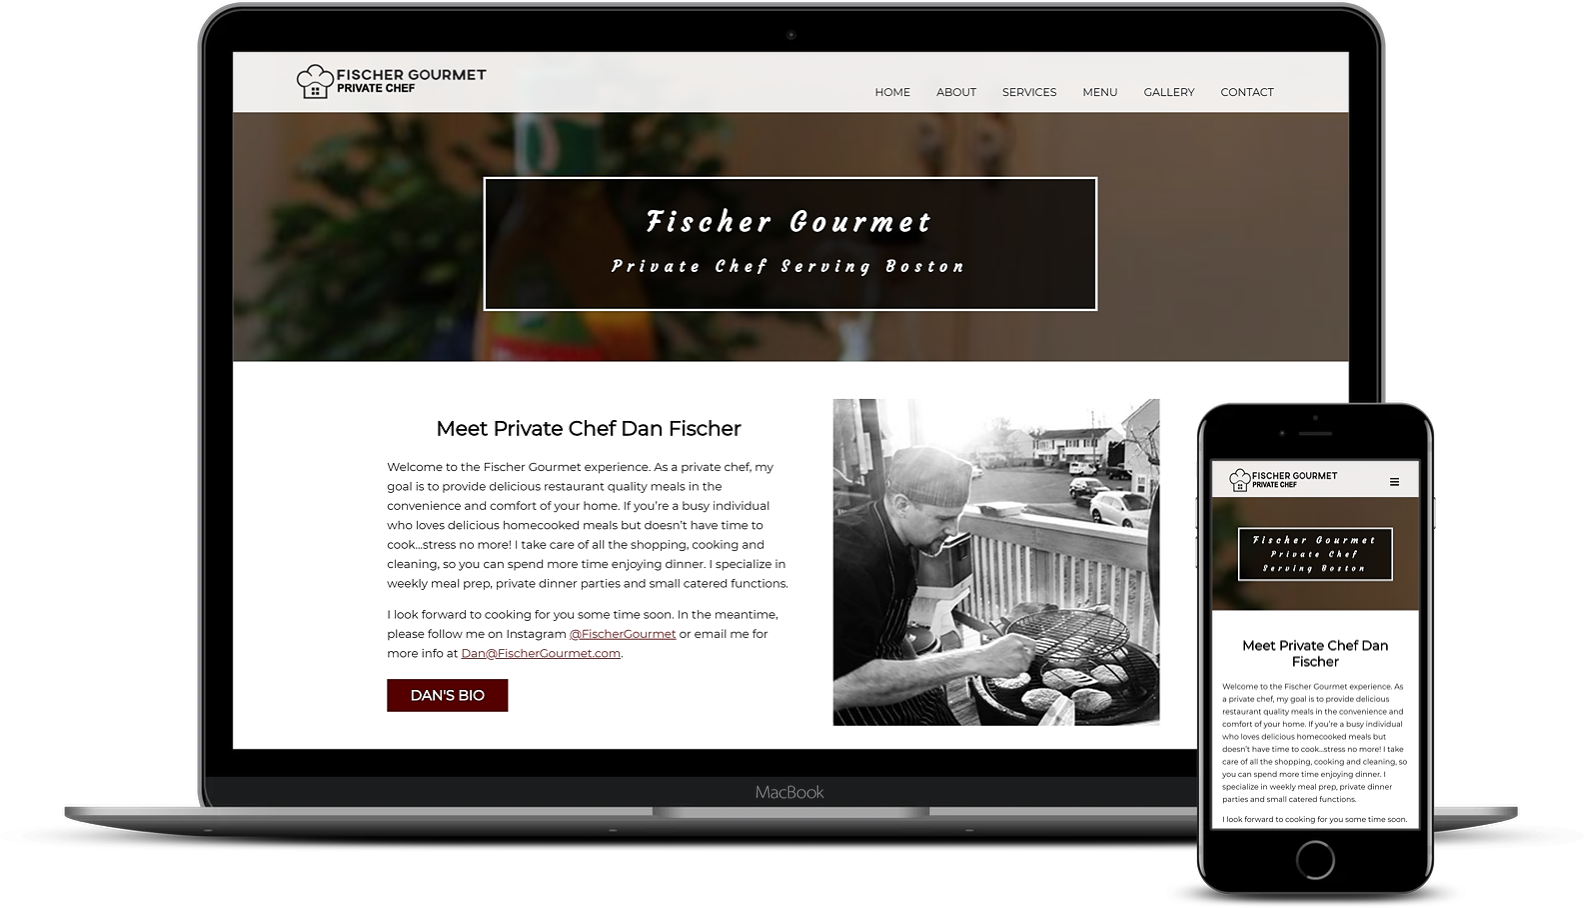 FISCHER GOURMET
PRIVATE CHEF
HOME ABOUT SERVICES MENU GALLERY CONTACT
Fischer Gourmet
Private Chef Serving Boston
Meet Private Chef Dan Fischer
Welcome to the Fischer Gourmet experience. As a private chef, my
goal is to provide delicious restaurant quality meals in the
convenience and comfort of your home. If you’re a busy individual
who loves delicious homecooked meals but doesn’t have time to
cook…stress no more! I take care of all the shopping, cooking and
cleaning, so you can spend more time enjoying dinner. I specialize in
weekly meal prep, private dinner parties and small catered functions.
I look forward to cooking for you some time soon. In the meantime,
please follow me on Instagram @FischerGourmet or email me for
more info at Dan@FischerGourmet.com.
DAN'S BIO
MacBook
FISCHER GOURMET
PRIVATE CHEF
Fischer Gourmet
Private Chef
Serving Boston
Meet Private Chef Dan
Fischer
Welcome to the Fischer Gourmet experience. As
a private chef, my goal is to provide delicious
restaurant quality meals in the convenience and
comfort of your home. If you’re a busy individual
who loves delicious homecooked meals but
doesn’t have time to cook…stress no more! I take
care of all the shopping, cooking and cleaning, so
you can spend more time enjoying dinner. I
specialize in weekly meal prep, private dinner
parties and small catered functions.
I look forward to cooking for you some time soon.